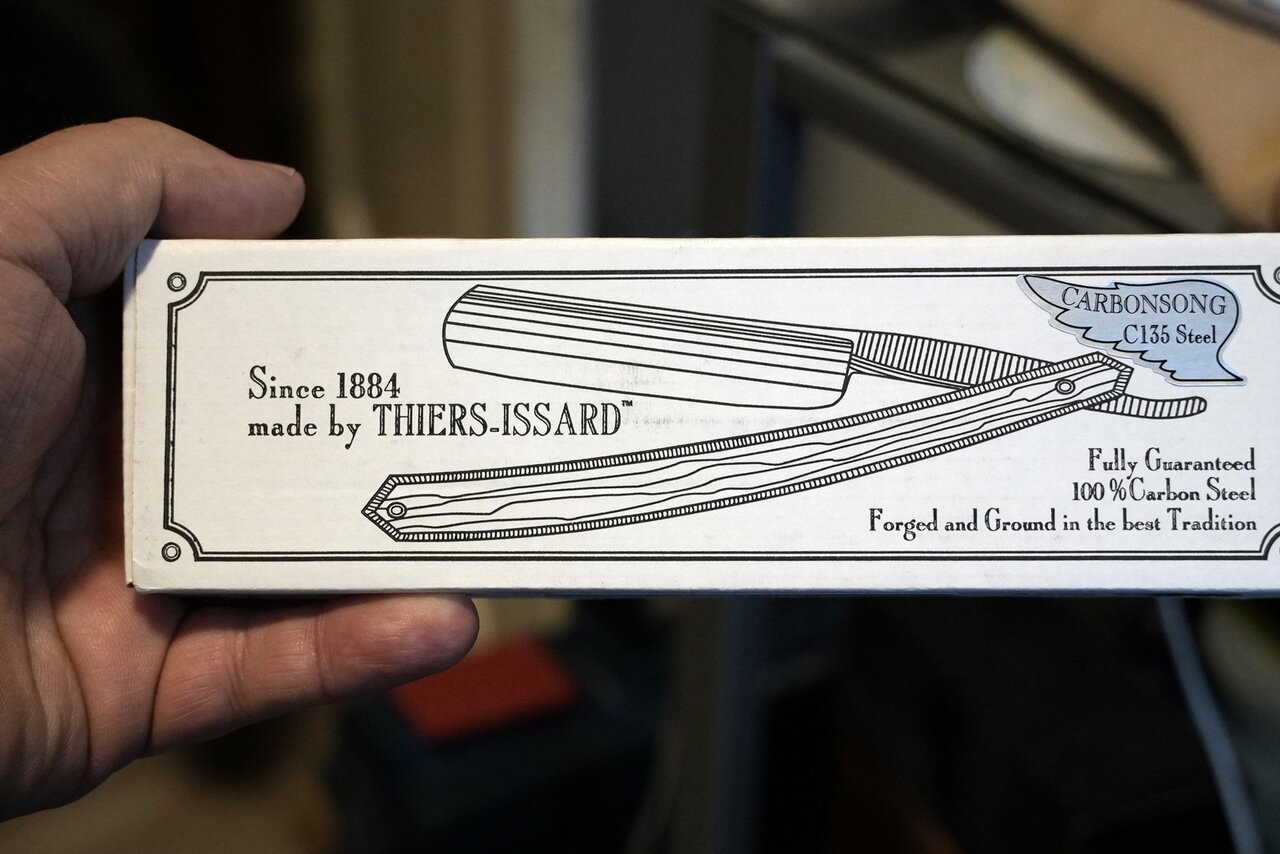 CARBONSONG
C135 Steel
Since 1884
made by THIERS-ISSARD™
Fully Guaranteed
100 % Carbon Steel
Forged and Ground in the best Tradition